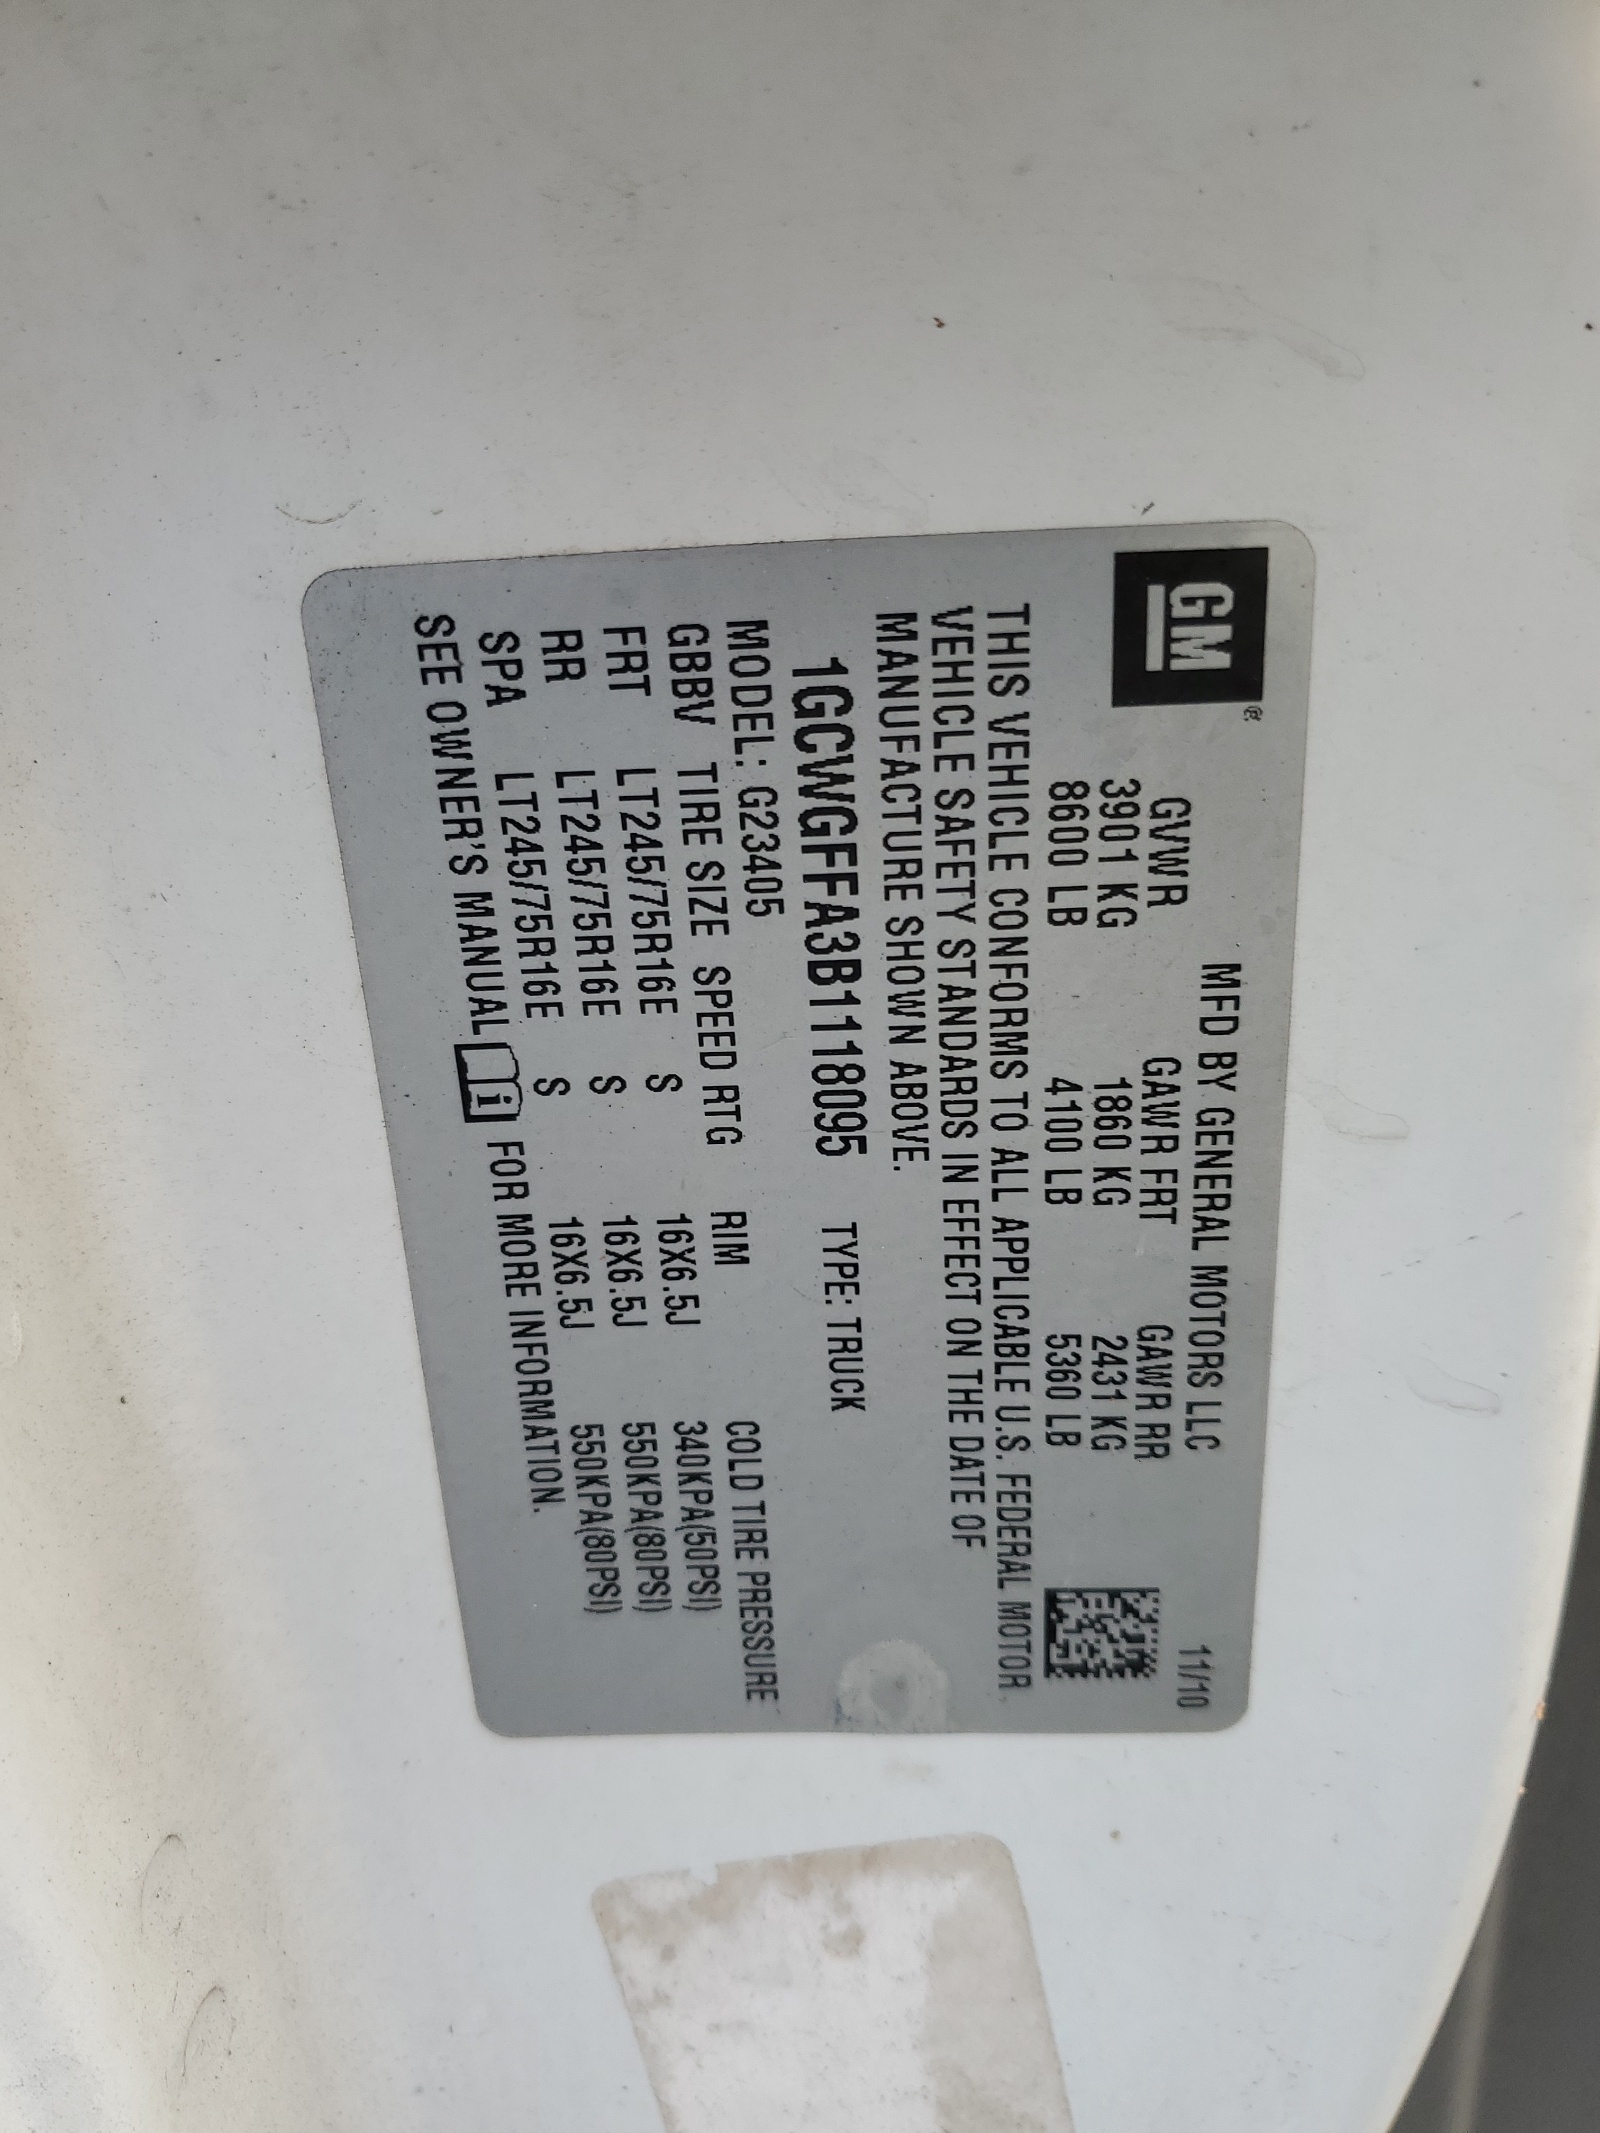 GM
MFD BY GENERAL MOTORS LLC 11/10
GVWR GAWR FRT GAWR RR
3901 KG 1860 KG 2431 KG
8600 LB 4100 LB 5360 LB
THIS VEHICLE CONFORMS TO ALL APPLICABLE U.S. FEDERAL MOTOR
VEHICLE SAFETY STANDARDS IN EFFECT ON THE DATE OF
MANUFACTURE SHOWN ABOVE.
1GCWGFFA3B1118095 TYPE: TRUCK
MODEL: G23405
GBBV TIRE SIZE SPEED RTG RIM COLD TIRE PRESSURE
FRT LT245/75R16E S 16X6.5J 340KPA(50PSI)
RR LT245/75R16E S 16X6.5J 550KPA(80PSI)
SPA LT245/75R16E S 16X6.5J 550KPA(80PSI)
SEE OWNER'S MANUAL i FOR MORE INFORMATION.